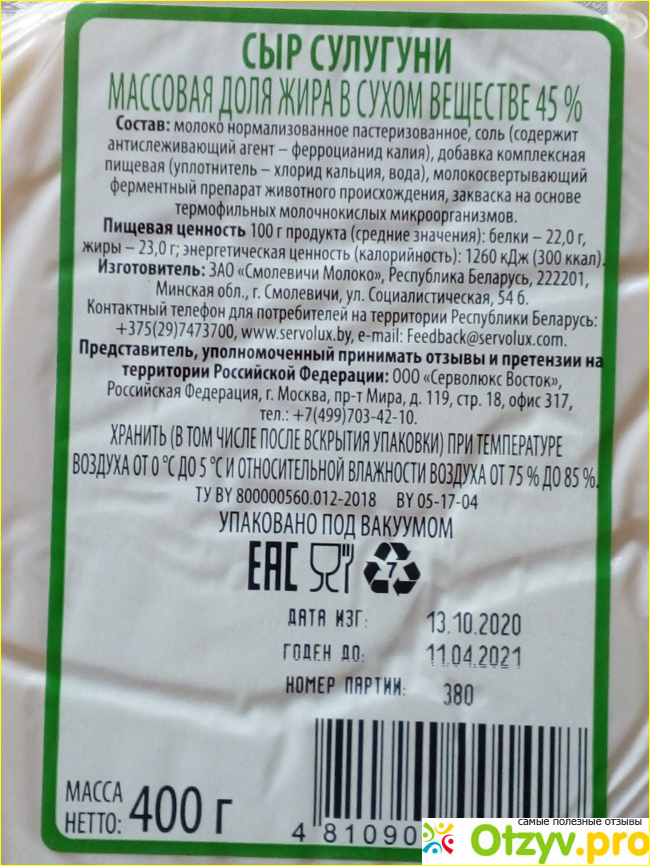 СЫР СУЛУГУНИ
МАССОВАЯ ДОЛЯ ЖИРА В СУХОМ ВЕЩЕСТВЕ 45 %
Состав: молоко нормализованное пастеризованное, соль (содержит
антислеживающий агент – ферроцианид калия), добавка комплексная
пищевая (уплотнитель – хлорид кальция, вода), молокосвертывающий
ферментный препарат животного происхождения, закваска на основе
термофильных молочнокислых микроорганизмов.
Пищевая ценность 100 г продукта (средние значения): белки – 22,0 г,
жиры – 23,0 г; энергетическая ценность (калорийность): 1260 кДж (300 ккал).
Изготовитель: ЗАО «Смолевичи Молоко», Республика Беларусь, 222201,
Минская обл., г. Смолевичи, ул. Социалистическая, 54 б.
Контактный телефон для потребителей на территории Республики Беларусь:
+375(29)7473700, www.servolux.by, e-mail: Feedback@servolux.com.
Представитель, уполномоченный принимать отзывы и претензии на
территории Российской Федерации: ООО «Серволюкс Восток»,
Российская Федерация, г. Москва, пр-т Мира, д. 119, стр. 18, офис 317,
тел.: +7(499)703-42-10.
ХРАНИТЬ (В ТОМ ЧИСЛЕ ПОСЛЕ ВСКРЫТИЯ УПАКОВКИ) ПРИ ТЕМПЕРАТУРЕ
ВОЗДУХА ОТ 0 °С ДО 5 °С И ОТНОСИТЕЛЬНОЙ ВЛАЖНОСТИ ВОЗДУХА ОТ 75 % ДО 85 %.
ТУ BY 800000560.012-2018 BY 05-17-04
УПАКОВАНО ПОД ВАКУУМОМ
EAC 7
ДАТА ИЗГ: 13.10.2020
ГОДЕН ДО: 11.04.2021
НОМЕР ПАРТИИ: 380
МАССА
НЕТТО: 400 г
4 81090
самые полезные отзывы
Otzyv.pro